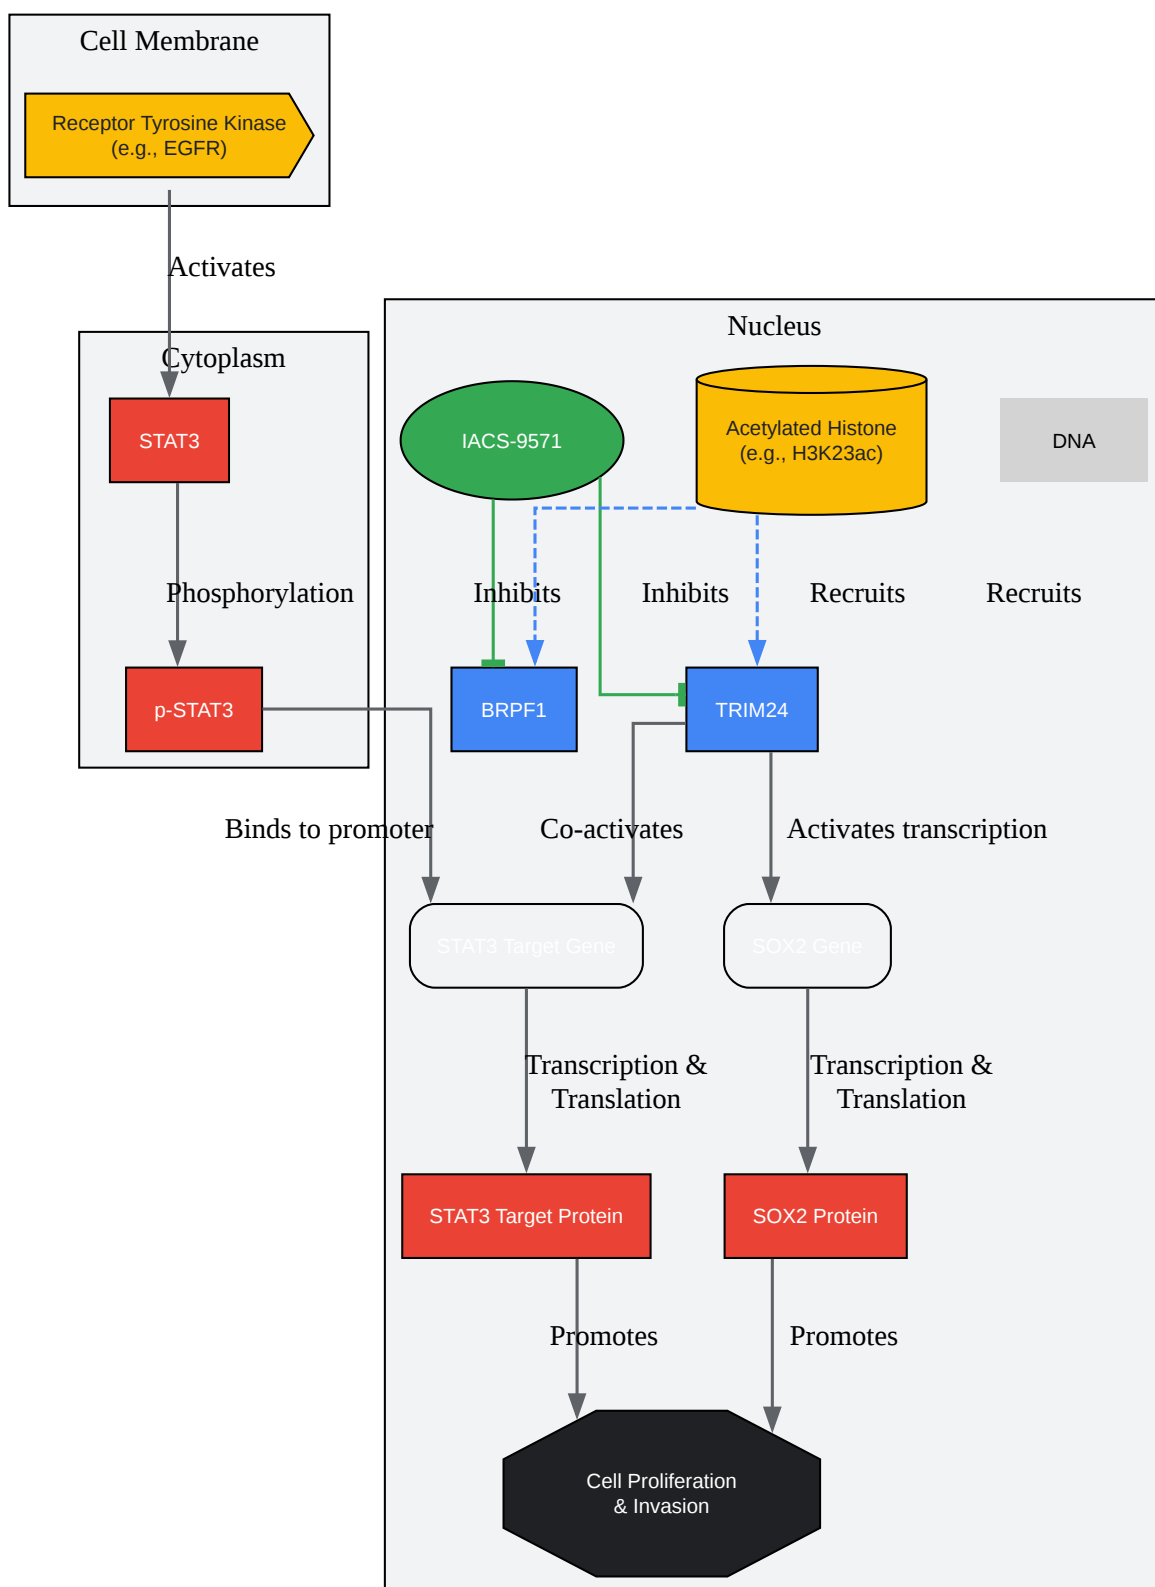 Cell Membrane
Receptor Tyrosine Kinase
(e.g., EGFR)
Activates
Nucleus
Cytoplasm
STAT3
IACS-9571
Acetylated Histone
(e.g., H3K23ac)
DNA
Phosphorylation
Inhibits
Inhibits
Recruits
Recruits
p-STAT3
BRPF1
TRIM24
Binds to promoter
Co-activates
Activates transcription
STAT3 Target Gene
SOX2 Gene
Transcription &
Translation
Transcription &
Translation
STAT3 Target Protein
SOX2 Protein
Promotes
Promotes
Cell Proliferation
& Invasion